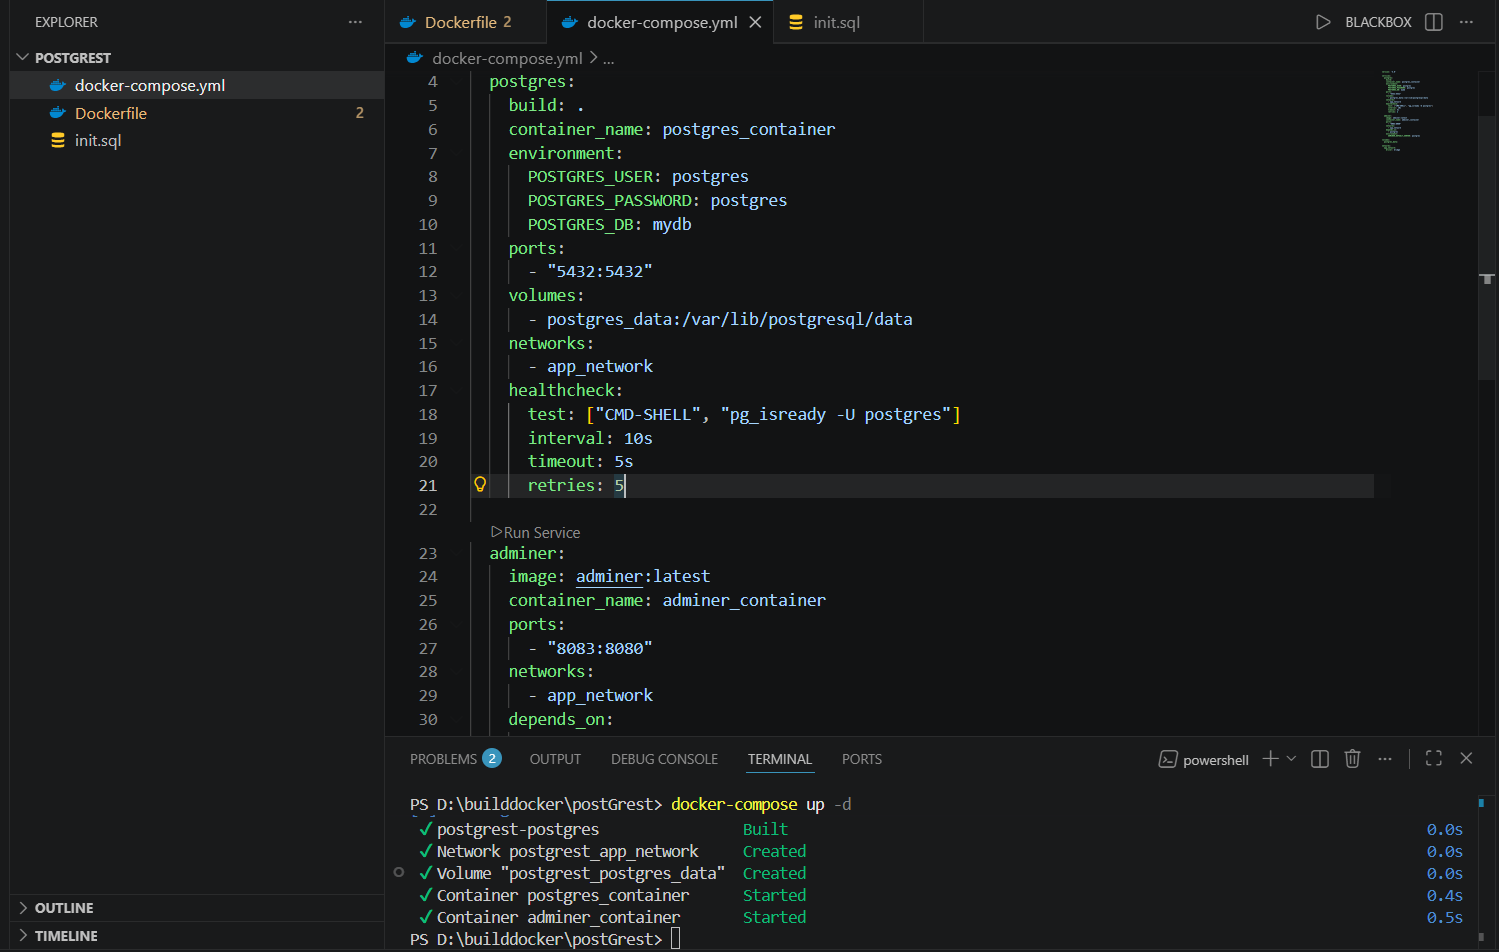 EXPLORER
POSTGREST
docker-compose.yml
Dockerfile 2
init.sql
OUTLINE
TIMELINE
Dockerfile 2
docker-compose.yml
init.sql
BLACKBOX
docker-compose.yml > ...
4 postgres:
5 build: .
6 container_name: postgres_container
7 environment:
8 POSTGRES_USER: postgres
9 POSTGRES_PASSWORD: postgres
10 POSTGRES_DB: mydb
11 ports:
12 - "5432:5432"
13 volumes:
14 - postgres_data:/var/lib/postgresql/data
15 networks:
16 - app_network
17 healthcheck:
18 test: ["CMD-SHELL", "pg_isready -U postgres"]
19 interval: 10s
20 timeout: 5s
21 retries: 5
22
Run Service
23 adminer:
24 image: adminer:latest
25 container_name: adminer_container
26 ports:
27 - "8083:8080"
28 networks:
29 - app_network
30 depends_on:
PROBLEMS 2 OUTPUT DEBUG CONSOLE TERMINAL PORTS
powershell
PS D:\builddocker\postGrest> docker-compose up -d
✓ postgrest-postgres Built 0.0s
✓ Network postgrest_app_network Created 0.0s
✓ Volume "postgrest_postgres_data" Created 0.0s
✓ Container postgres_container Started 0.4s
✓ Container adminer_container Started 0.5s
PS D:\builddocker\postGrest>